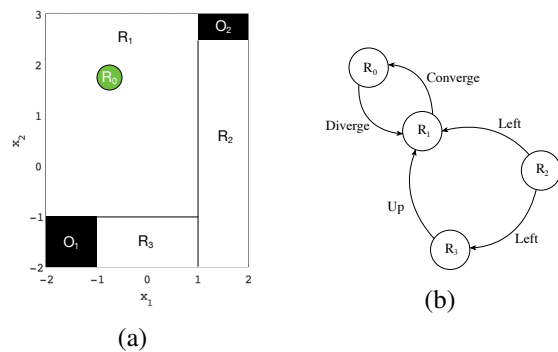 3
2
1
0
−1
−2
x2
R1
O2
R0
R2
O1
R3
−2 −1 0 1 2
x1
(a)
R0
Converge
Diverge
R1
Left
R2
Up
Left
R3
(b)